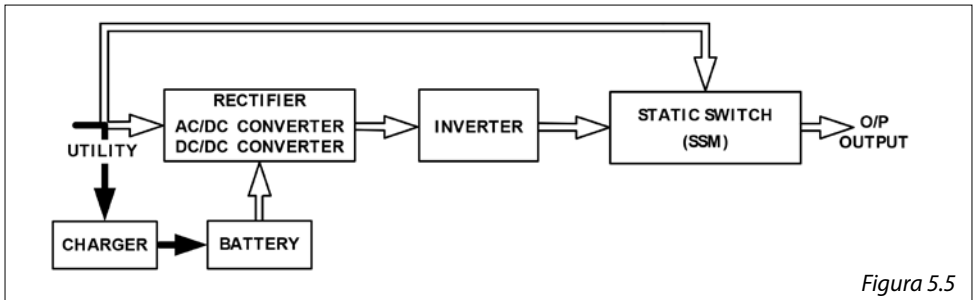 RECTIFIER
AC/DC CONVERTER
DC/DC CONVERTER
INVERTER
STATIC SWITCH
(SSM)
O/P
OUTPUT
UTILITY
CHARGER
BATTERY
Figura 5.5